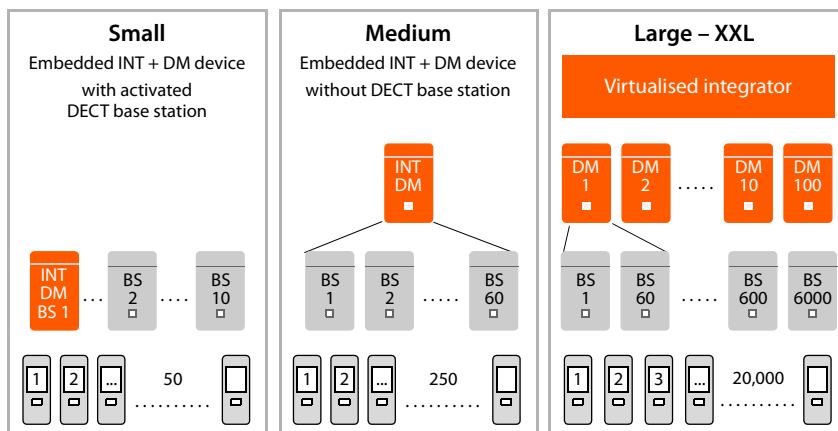 Small
Embedded INT + DM device
with activated
DECT base station
INT
DM
BS 1
...
BS
2
....
BS
10
1
2
...
50
...........
Medium
Embedded INT + DM device
without DECT base station
INT
DM
BS
1
BS
2
.....
BS
60
1
2
...
250
...........
Large – XXL
Virtualised integrator
DM
1
DM
2
.....
DM
10
DM
100
BS
1
BS
60
.....
BS
600
BS
6000
1
2
3
...
20,000
...........